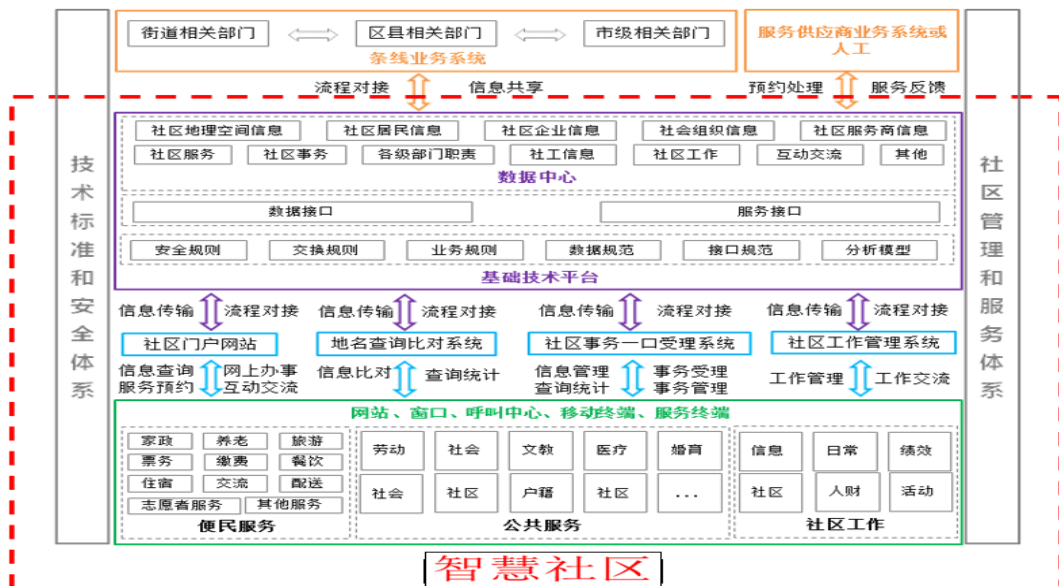 街道相关部门 区县相关部门 市级相关部门
条线业务系统
服务供应商业务系统或
人工
流程对接 信息共享 预约处理 服务反馈
技术标准和安全体系
社区管理和服务体系
社区地理空间信息 社区居民信息 社区企业信息 社会组织信息 社区服务商信息
社区服务 社区事务 各级部门职责 社工信息 社区工作 互动交流 其他
数据中心
数据接口 服务接口
安全规则 交换规则 业务规则 数据规范 接口规范 分析模型
基础技术平台
信息传输 流程对接 信息传输 流程对接 信息传输 流程对接 信息传输 流程对接
社区门户网站 地名查询比对系统 社区事务一口受理系统 社区工作管理系统
信息查询 网上办事 信息比对 查询统计 信息管理 事务受理 工作管理 工作交流
服务预约 互动交流 查询统计 事务管理
网站、窗口、呼叫中心、移动终端、服务终端
家政 养老 旅游 劳动 社会 文教 医疗 婚育 信息 日常 绩效
票务 缴费 餐饮
住宿 交流 配送 社会 社区 户籍 社区 ... 社区 人财 活动
志愿者服务 其他服务
便民服务 公共服务 社区工作
智慧社区